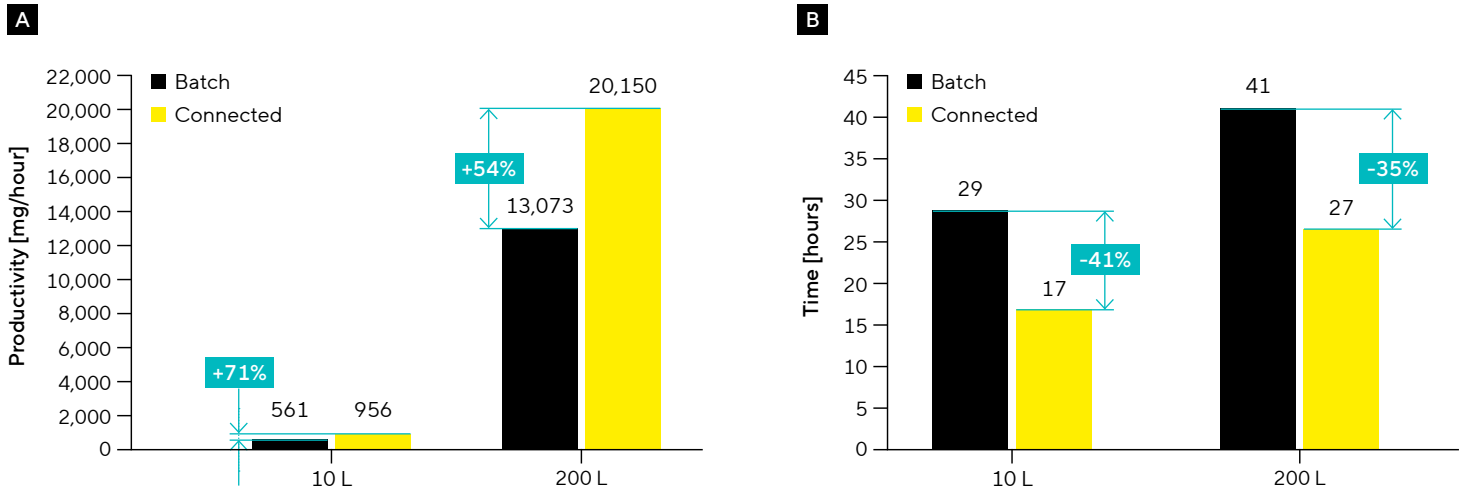 A
Productivity [mg/hour]
22,000
20,000
18,000
16,000
14,000
12,000
10,000
8,000
6,000
4,000
2,000
0
Batch
Connected
+71%
561
956
+54%
13,073
20,150
10 L
200 L
B
Time [hours]
45
40
35
30
25
20
15
10
5
0
Batch
Connected
29
-41%
17
41
-35%
27
10 L
200 L